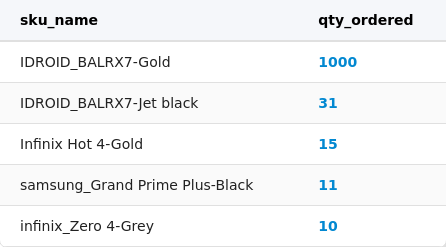 sku_name qty_ordered
IDROID_BALRX7-Gold 1000
IDROID_BALRX7-Jet black 31
Infinix Hot 4-Gold 15
samsung_Grand Prime Plus-Black 11
infinix_Zero 4-Grey 10